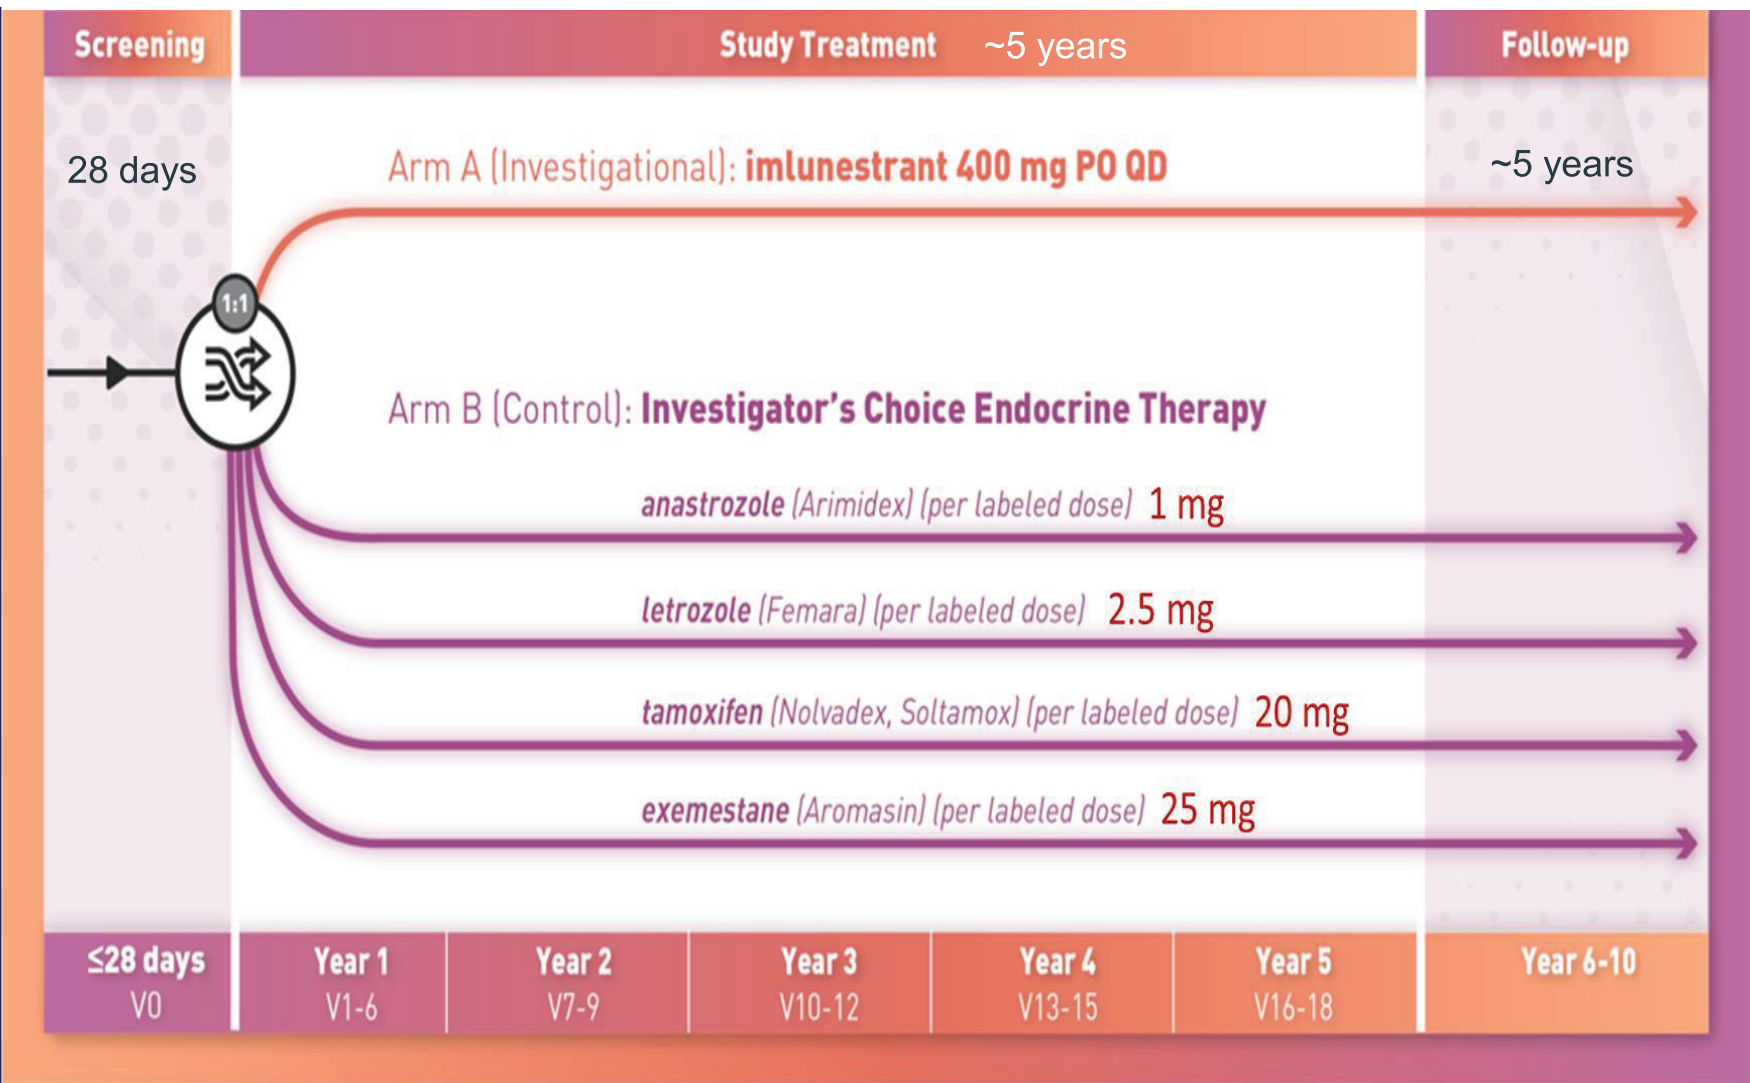 Screening
Study Treatment ~5 years
Follow-up
28 days
Arm A (Investigational): imlunestrant 400 mg PO QD
~5 years
1:1
Arm B (Control): Investigator's Choice Endocrine Therapy
anastrozole (Arimidex) (per labeled dose) 1 mg
letrozole (Femara) (per labeled dose) 2.5 mg
tamoxifen (Nolvadex, Soltamox) (per labeled dose) 20 mg
exemestane (Aromasin) (per labeled dose) 25 mg
≤28 days
V0
Year 1
V1-6
Year 2
V7-9
Year 3
V10-12
Year 4
V13-15
Year 5
V16-18
Year 6-10